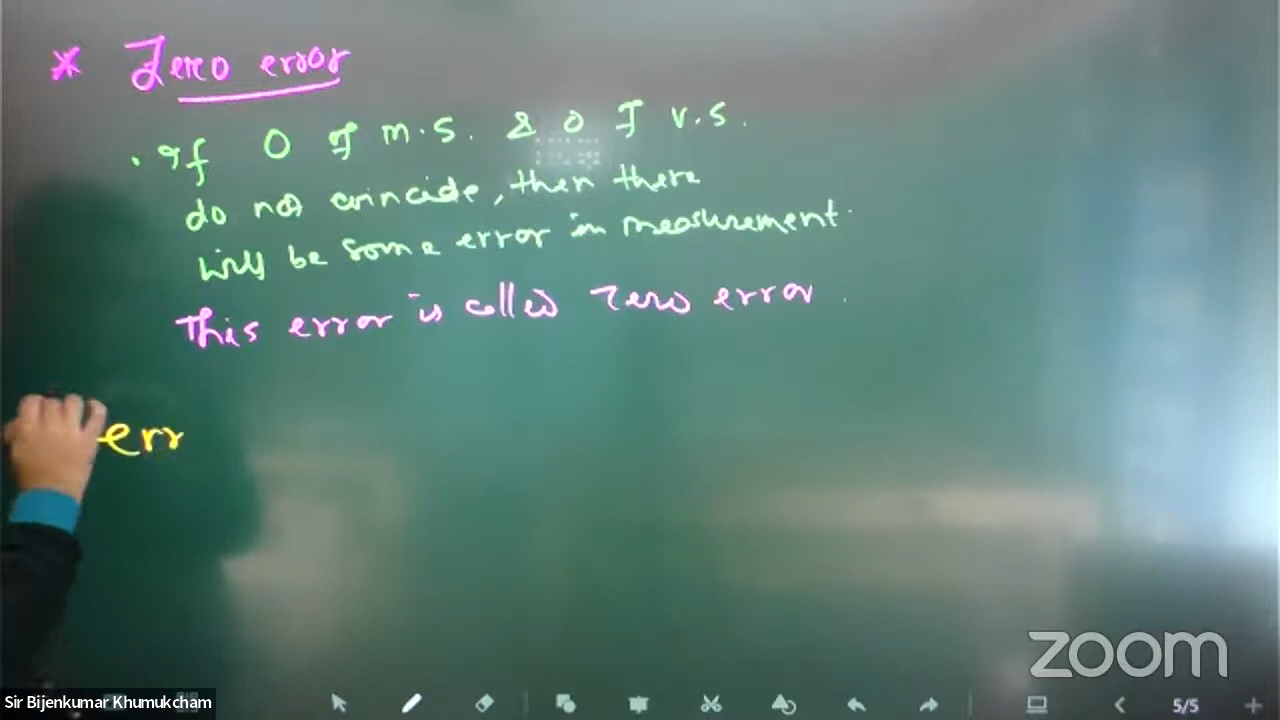 * Zero error
. If 0 of m.s. & 0 of v.s.
do not coincide, then there
will be some error in measurement.
This error is called zero error.
err
zoom
Sir Bijenkumar Khumukcham
5/5